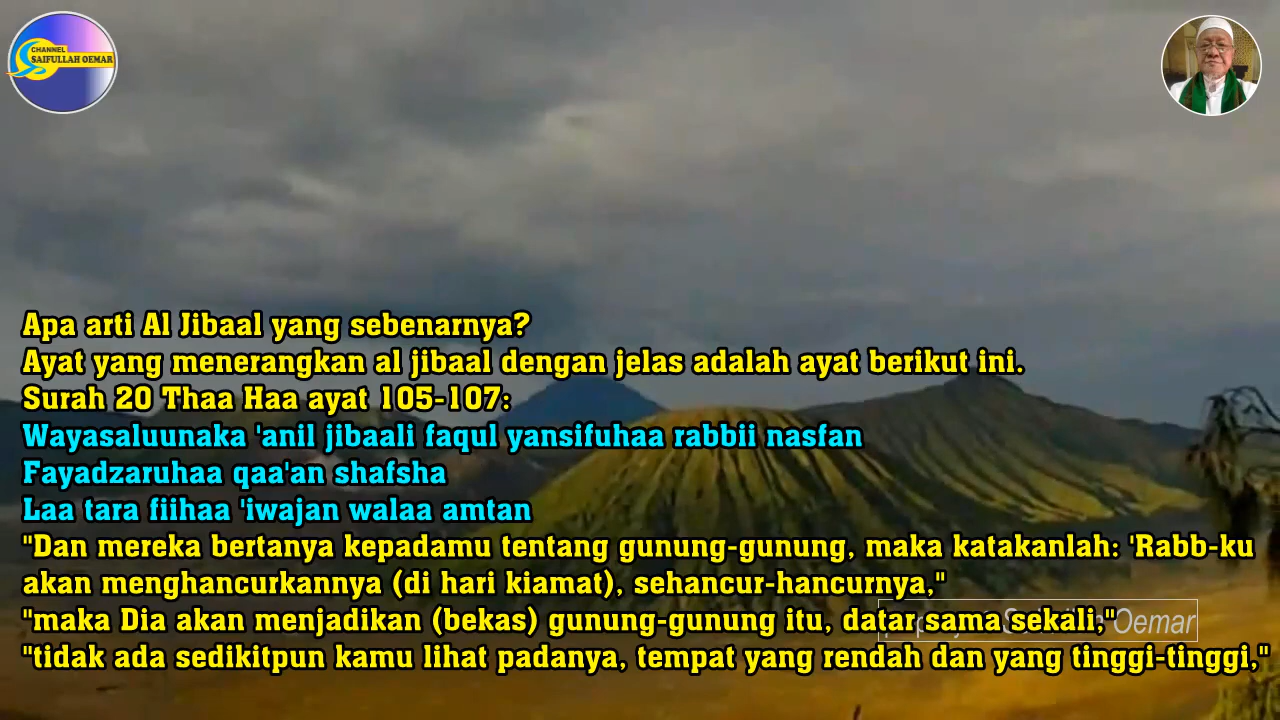 CHANNEL
SAIFULLAH OEMAR
Apa arti Al Jibaal yang sebenarnya?
Ayat yang menerangkan al jibaal dengan jelas adalah ayat berikut ini.
Surah 20 Thaa Haa ayat 105-107:
Wayasaluunaka 'anil jibaali faqul yansifuhaa rabbii nasfan
Fayadzaruhaa qaa'an shafsha
Laa tara fiihaa 'iwajan walaa amtan
"Dan mereka bertanya kepadamu tentang gunung-gunung, maka katakanlah: 'Rabb-ku
akan menghancurkannya (di hari kiamat), sehancur-hancurnya,"
"maka Dia akan menjadikan (bekas) gunung-gunung itu, datar sama sekali,"
Oemar
"tidak ada sedikitpun kamu lihat padanya, tempat yang rendah dan yang tinggi-tinggi,"